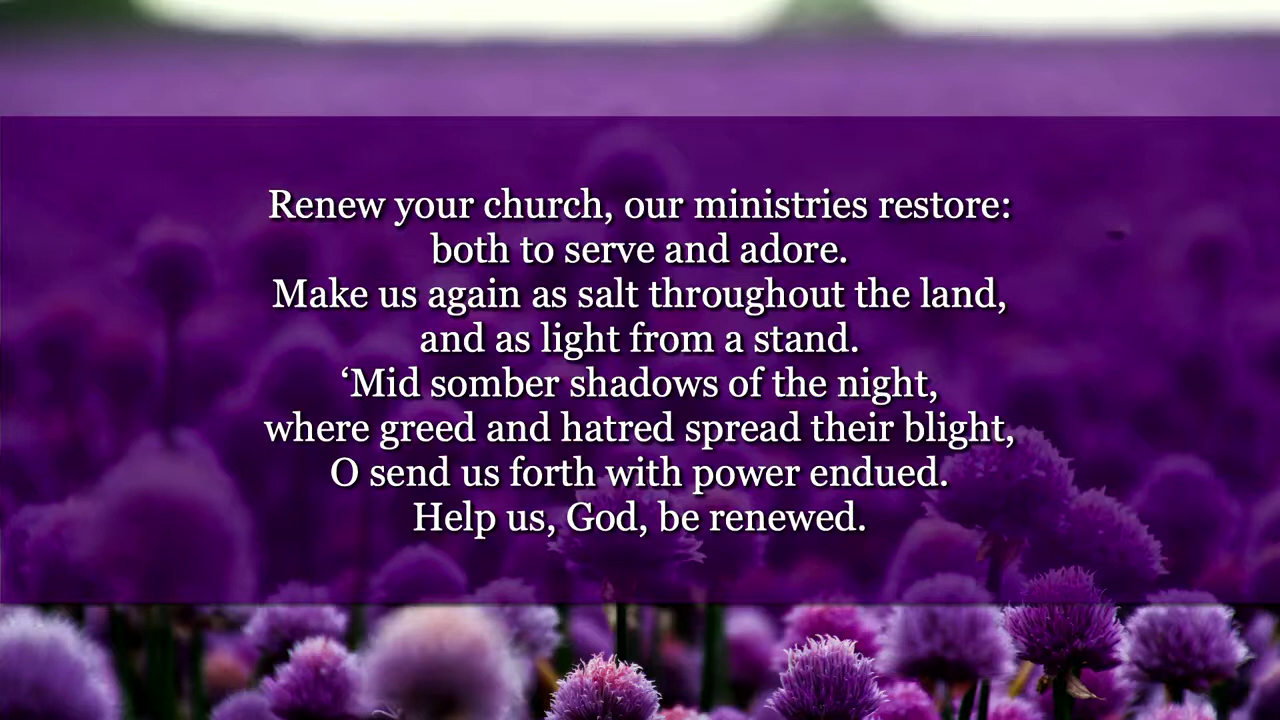 Renew your church, our ministries restore:
both to serve and adore.
Make us again as salt throughout the land,
and as light from a stand.
‘Mid somber shadows of the night,
where greed and hatred spread their blight,
O send us forth with power endued.
Help us, God, be renewed.